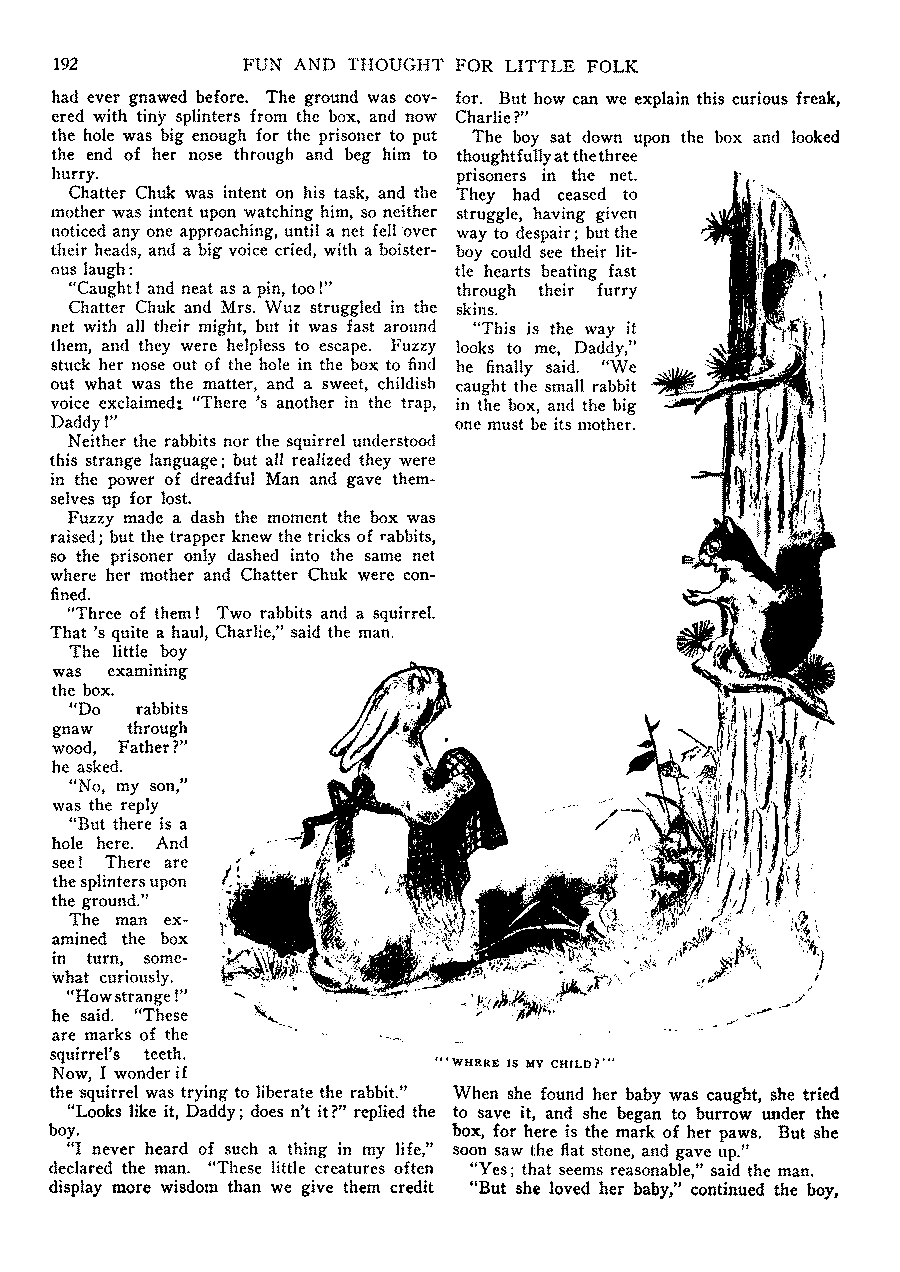 192
FUN AND THOUGHT FOR LITTLE FOLK
had ever gnawed before. The ground was cov-
ered with tiny splinters from the box, and now
the hole was big enough for the prisoner to put
the end of her nose through and beg him to
hurry.
Chatter Chuk was intent on his task, and the
mother was intent upon watching him, so neither
noticed any one approaching, until a net fell over
their heads, and a big voice cried, with a boister-
ous laugh:
"Caught! and neat as a pin, too!"
Chatter Chuk and Mrs. Wuz struggled in the
net with all their might, but it was fast around
them, and they were helpless to escape. Fuzzy
stuck her nose out of the hole in the box to find
out what was the matter, and a sweet, childish
voice exclaimed: "There 's another in the trap,
Daddy!"
Neither the rabbits nor the squirrel understood
this strange language; but all realized they were
in the power of dreadful Man and gave them-
selves up for lost.
Fuzzy made a dash the moment the box was
raised; but the trapper knew the tricks of rabbits,
so the prisoner only dashed into the same net
where her mother and Chatter Chuk were con-
fined.
"Three of them! Two rabbits and a squirrel.
That 's quite a haul, Charlie," said the man.
The little boy
was examining
the box.
"Do rabbits
gnaw through
wood, Father?"
he asked.
"No, my son,"
was the reply
"But there is a
hole here. And
see! There are
the splinters upon
the ground."
The man ex-
amined the box
in turn, some-
what curiously.
"How strange!"
he said. "These
are marks of the
squirrel's teeth.
Now, I wonder if
the squirrel was trying to liberate the rabbit."
"Looks like it, Daddy; does n't it?" replied the
boy.
"I never heard of such a thing in my life,"
declared the man. "These little creatures often
display more wisdom than we give them credit
for. But how can we explain this curious freak,
Charlie?"
The boy sat down upon the box and looked
thoughtfully at the three
prisoners in the net.
They had ceased to
struggle, having given
way to despair; but the
boy could see their lit-
tle hearts beating fast
through their furry
skins.
"This is the way it
looks to me, Daddy,"
he finally said. "We
caught the small rabbit
in the box, and the big
one must be its mother.
"'WHERE IS MY CHILD?'"
When she found her baby was caught, she tried
to save it, and she began to burrow under the
box, for here is the mark of her paws. But she
soon saw the flat stone, and gave up."
"Yes; that seems reasonable," said the man.
"But she loved her baby," continued the boy,